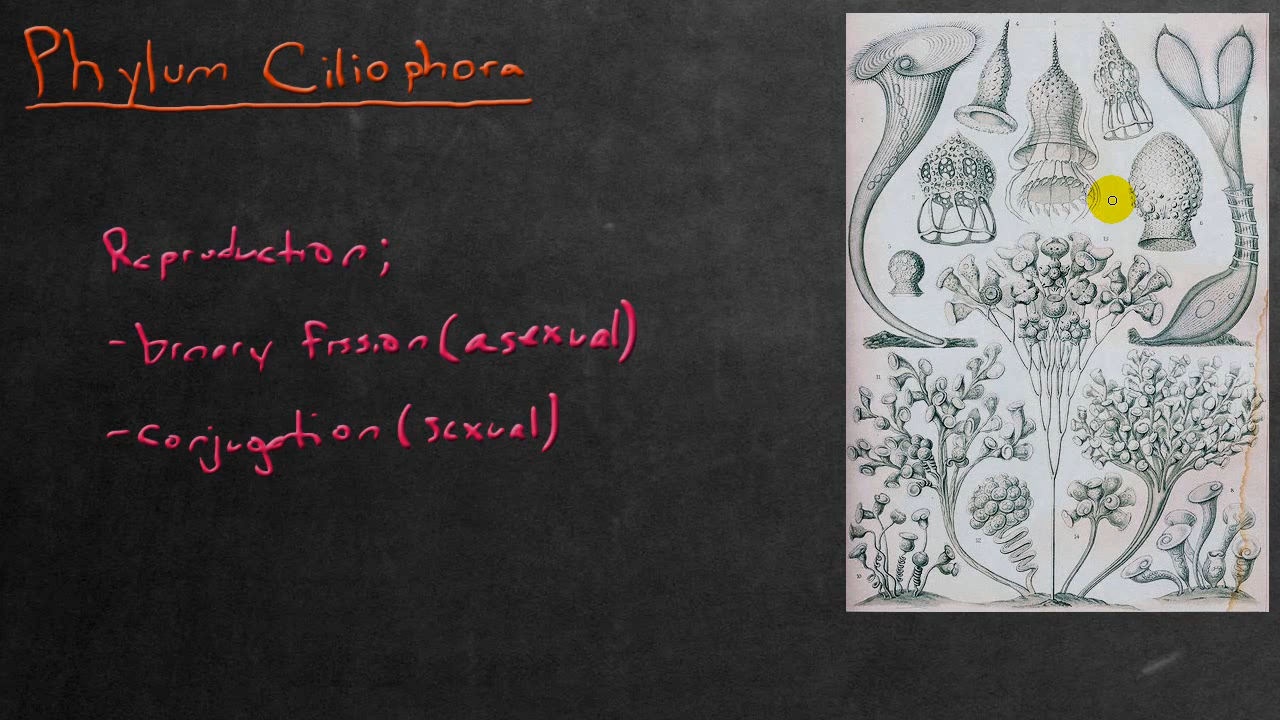 Phylum Ciliophora
Reproduction;
- binary fission (asexual)
- conjugation (sexual)